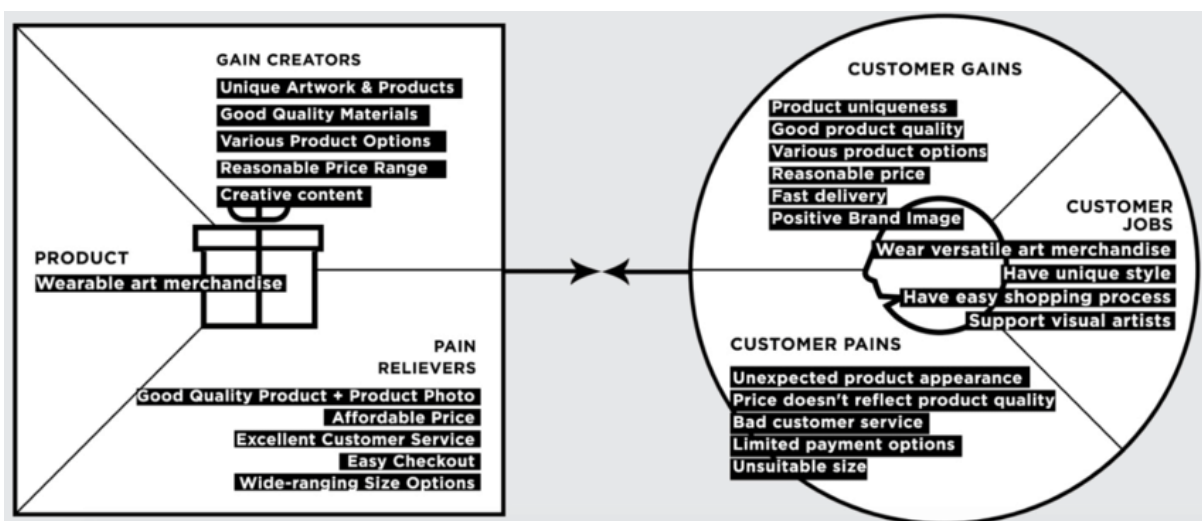 GAIN CREATORS
Unique Artwork & Products
Good Quality Materials
Various Product Options
Reasonable Price Range
Creative content
PRODUCT
Wearable art merchandise
PAIN
RELIEVERS
Good Quality Product + Product Photo
Affordable Price
Excellent Customer Service
Easy Checkout
Wide-ranging Size Options
CUSTOMER GAINS
Product uniqueness
Good product quality
Various product options
Reasonable price
Fast delivery
Positive Brand Image
CUSTOMER
JOBS
Wear versatile art merchandise
Have unique style
Have easy shopping process
Support visual artists
CUSTOMER PAINS
Unexpected product appearance
Price doesn't reflect product quality
Bad customer service
Limited payment options
Unsuitable size